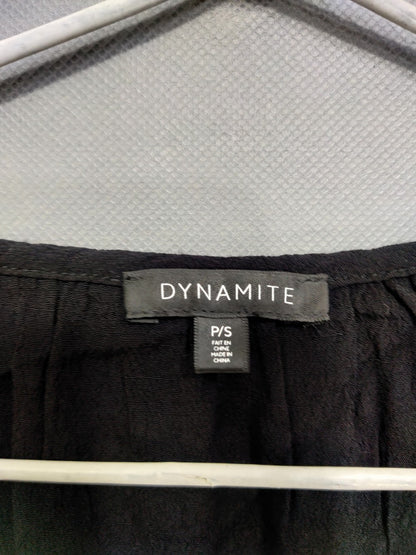 DYNAMITE
P/S
FAIT EN
CHINE
MADE IN
CHINA